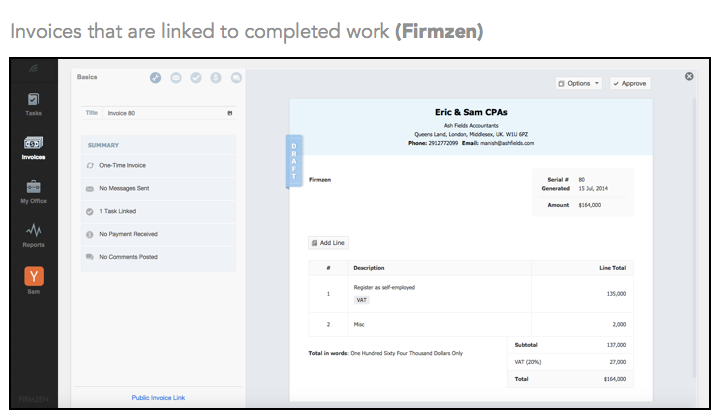 Invoices that are linked to completed work (Firmzen)
Tasks
Invoices
My Office
Reports
Y
Sam
FIRMZEN
Basics
Title Invoice 80
SUMMARY
One-Time Invoice
No Messages Sent
1 Task Linked
No Payment Received
No Comments Posted
Public Invoice Link
Options
Approve
DRAFT
Eric & Sam CPAs
Ash Fields Accountants
Queens Land, London, Middlesex, UK. W1U 6PZ
Phone: 2912772099 Email: manish@ashfields.com
Firmzen
Serial # 80
Generated 15 Jul, 2014
Amount $164,000
Add Line
# Description Line Total
1 Register as self-employed 135,000
VAT
2 Misc 2,000
Subtotal 137,000
Total in words: One Hundred Sixty Four Thousand Dollars Only
VAT (20%) 27,000
Total $164,000